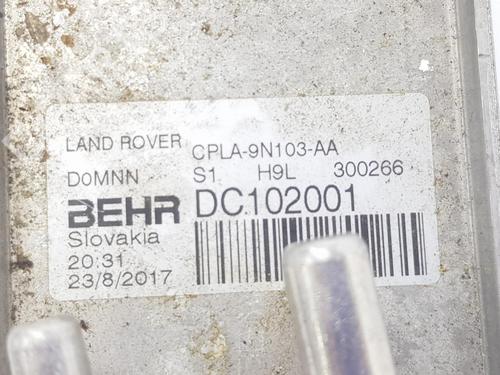 LAND ROVER CPLA-9N103-AA
D0MNN S1 H9L 300266
BEHR DC102001
Slovakia
20:31
23/8/2017